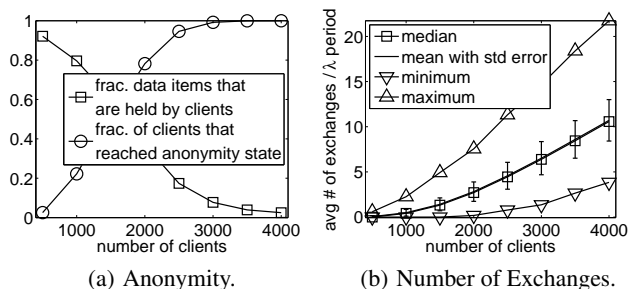 1
0.8
0.6
0.4
0.2
0
frac. data items that
are held by clients
frac. of clients that
reached anonymity state
1000 2000 3000 4000
number of clients
(a) Anonymity.
avg # of exchanges / λ period
20
15
10
5
0
median
mean with std error
minimum
maximum
1000 2000 3000 4000
number of clients
(b) Number of Exchanges.